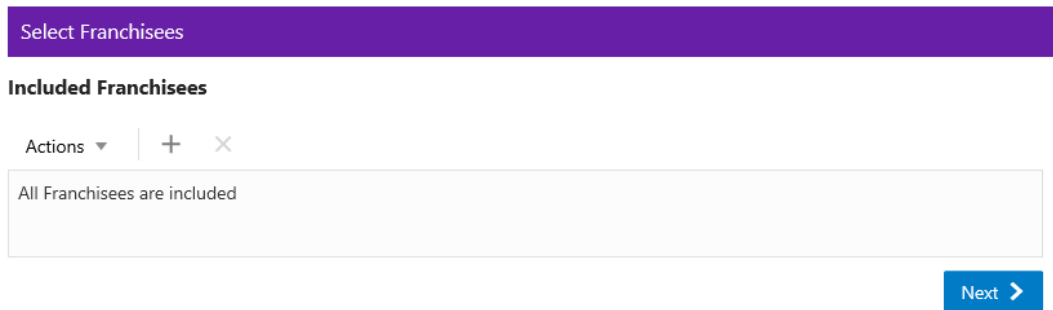 Select Franchisees
Included Franchisees
Actions
All Franchisees are included
Next